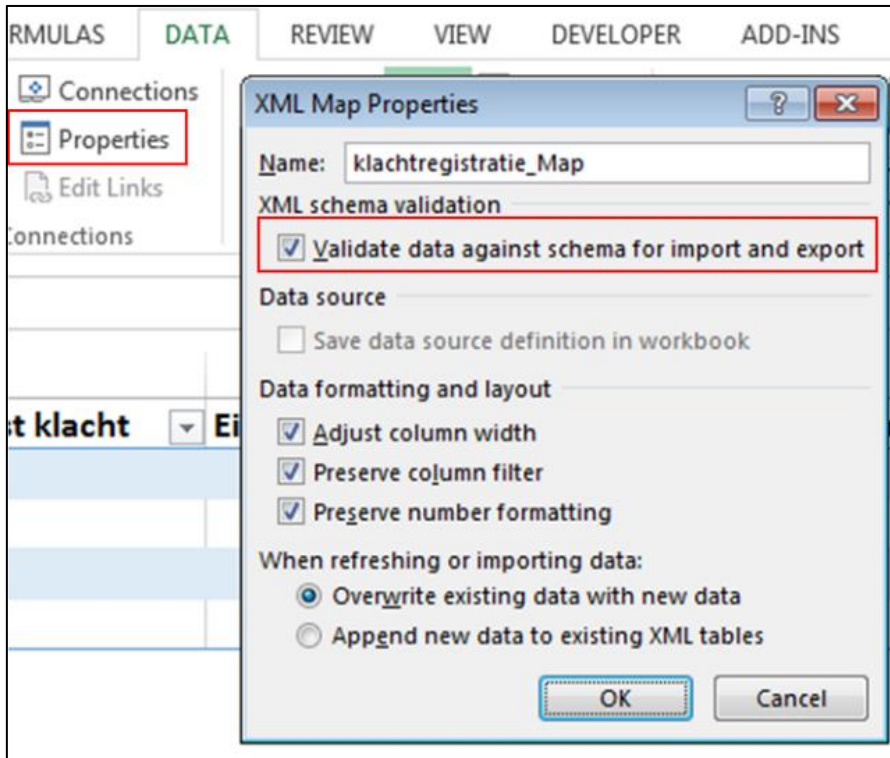 RMULAS DATA REVIEW VIEW DEVELOPER ADD-INS
Connections
Properties
Edit Links
Connections
XML Map Properties
Name: klachtregistratie_Map
XML schema validation
Validate data against schema for import and export
Data source
Save data source definition in workbook
Data formatting and layout
st klacht Ei
Adjust column width
Preserve column filter
Preserve number formatting
When refreshing or importing data:
Overwrite existing data with new data
Append new data to existing XML tables
OK Cancel